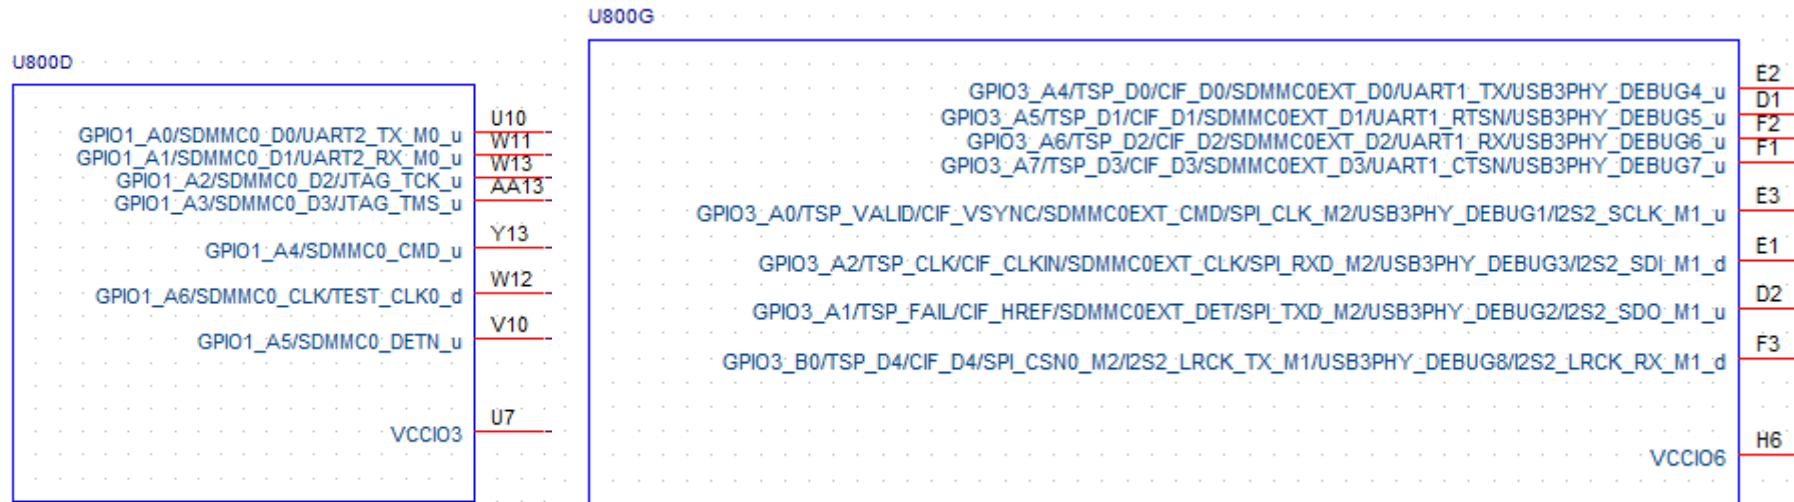 U800D
GPIO1_A0/SDMMC0_D0/UART2_TX_M0_u U10
GPIO1_A1/SDMMC0_D1/UART2_RX_M0_u W11
GPIO1_A2/SDMMC0_D2/JTAG_TCK_u W13
GPIO1_A3/SDMMC0_D3/JTAG_TMS_u AA13
GPIO1_A4/SDMMC0_CMD_u Y13
GPIO1_A6/SDMMC0_CLK/TEST_CLK0_d W12
GPIO1_A5/SDMMC0_DETN_u V10
VCCIO3 U7
U800G
GPIO3_A4/TSP_D0/CIF_D0/SDMMC0EXT_D0/UART1_TX/USB3PHY_DEBUG4_u E2
GPIO3_A5/TSP_D1/CIF_D1/SDMMC0EXT_D1/UART1_RTSN/USB3PHY_DEBUG5_u D1
GPIO3_A6/TSP_D2/CIF_D2/SDMMC0EXT_D2/UART1_RX/USB3PHY_DEBUG6_u F2
GPIO3_A7/TSP_D3/CIF_D3/SDMMC0EXT_D3/UART1_CTSN/USB3PHY_DEBUG7_u F1
GPIO3_A0/TSP_VALID/CIF_VSYNC/SDMMC0EXT_CMD/SPI_CLK_M2/USB3PHY_DEBUG1/I2S2_SCLK_M1_u E3
GPIO3_A2/TSP_CLK/CIF_CLKIN/SDMMC0EXT_CLK/SPI_RXD_M2/USB3PHY_DEBUG3/I2S2_SDI_M1_d E1
GPIO3_A1/TSP_FAIL/CIF_HREF/SDMMC0EXT_DET/SPI_TXD_M2/USB3PHY_DEBUG2/I2S2_SDO_M1_u D2
GPIO3_B0/TSP_D4/CIF_D4/SPI_CSN0_M2/I2S2_LRCK_TX_M1/USB3PHY_DEBUG8/I2S2_LRCK_RX_M1_d F3
VCCIO6 H6